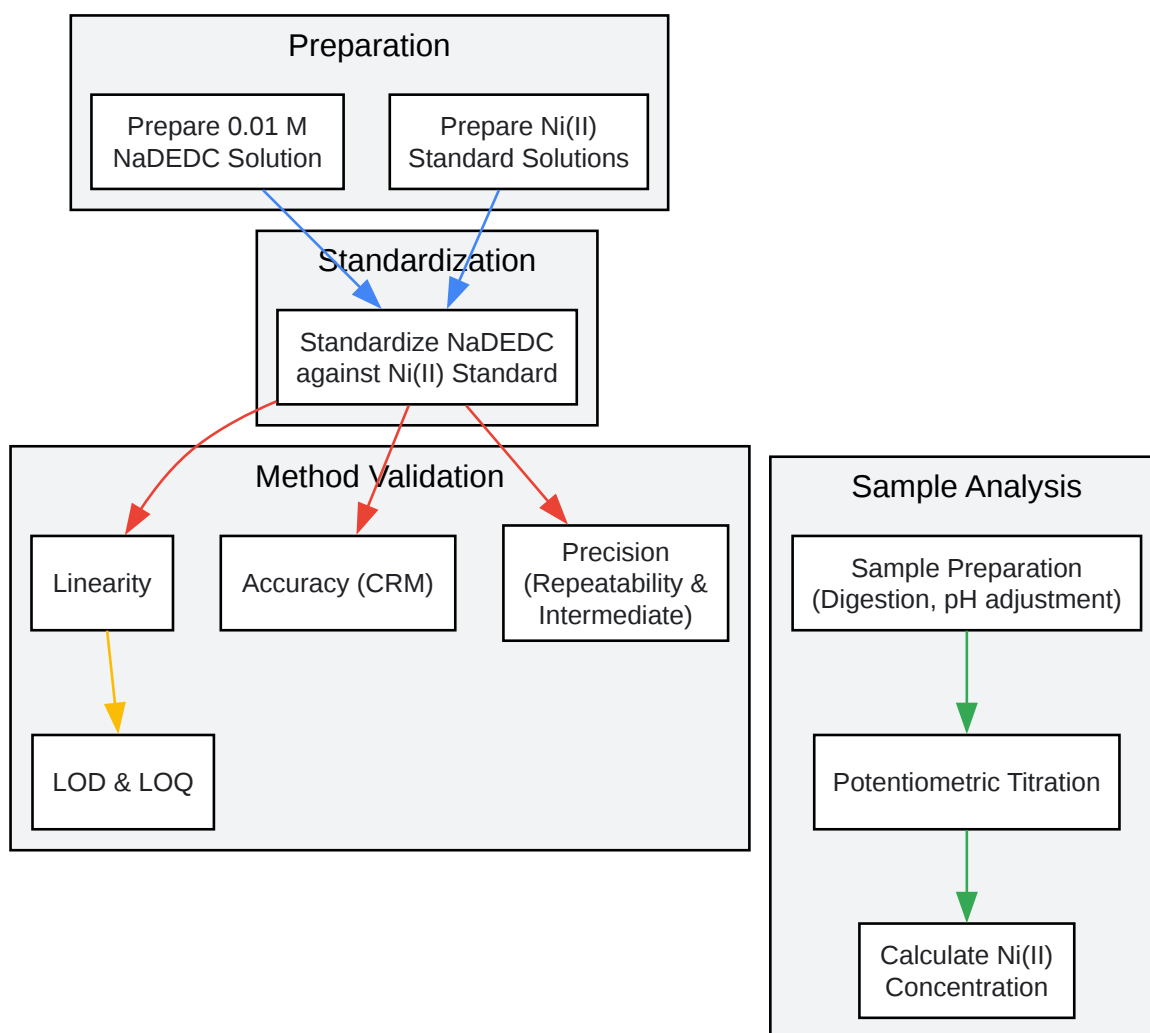 Preparation
Prepare 0.01 M
NaDEDC Solution
Prepare Ni(II)
Standard Solutions
Standardization
Standardize NaDEDC
against Ni(II) Standard
Method Validation
Linearity
Accuracy (CRM)
Precision
(Repeatability &
Intermediate)
LOD & LOQ
Sample Analysis
Sample Preparation
(Digestion, pH adjustment)
Potentiometric Titration
Calculate Ni(II)
Concentration